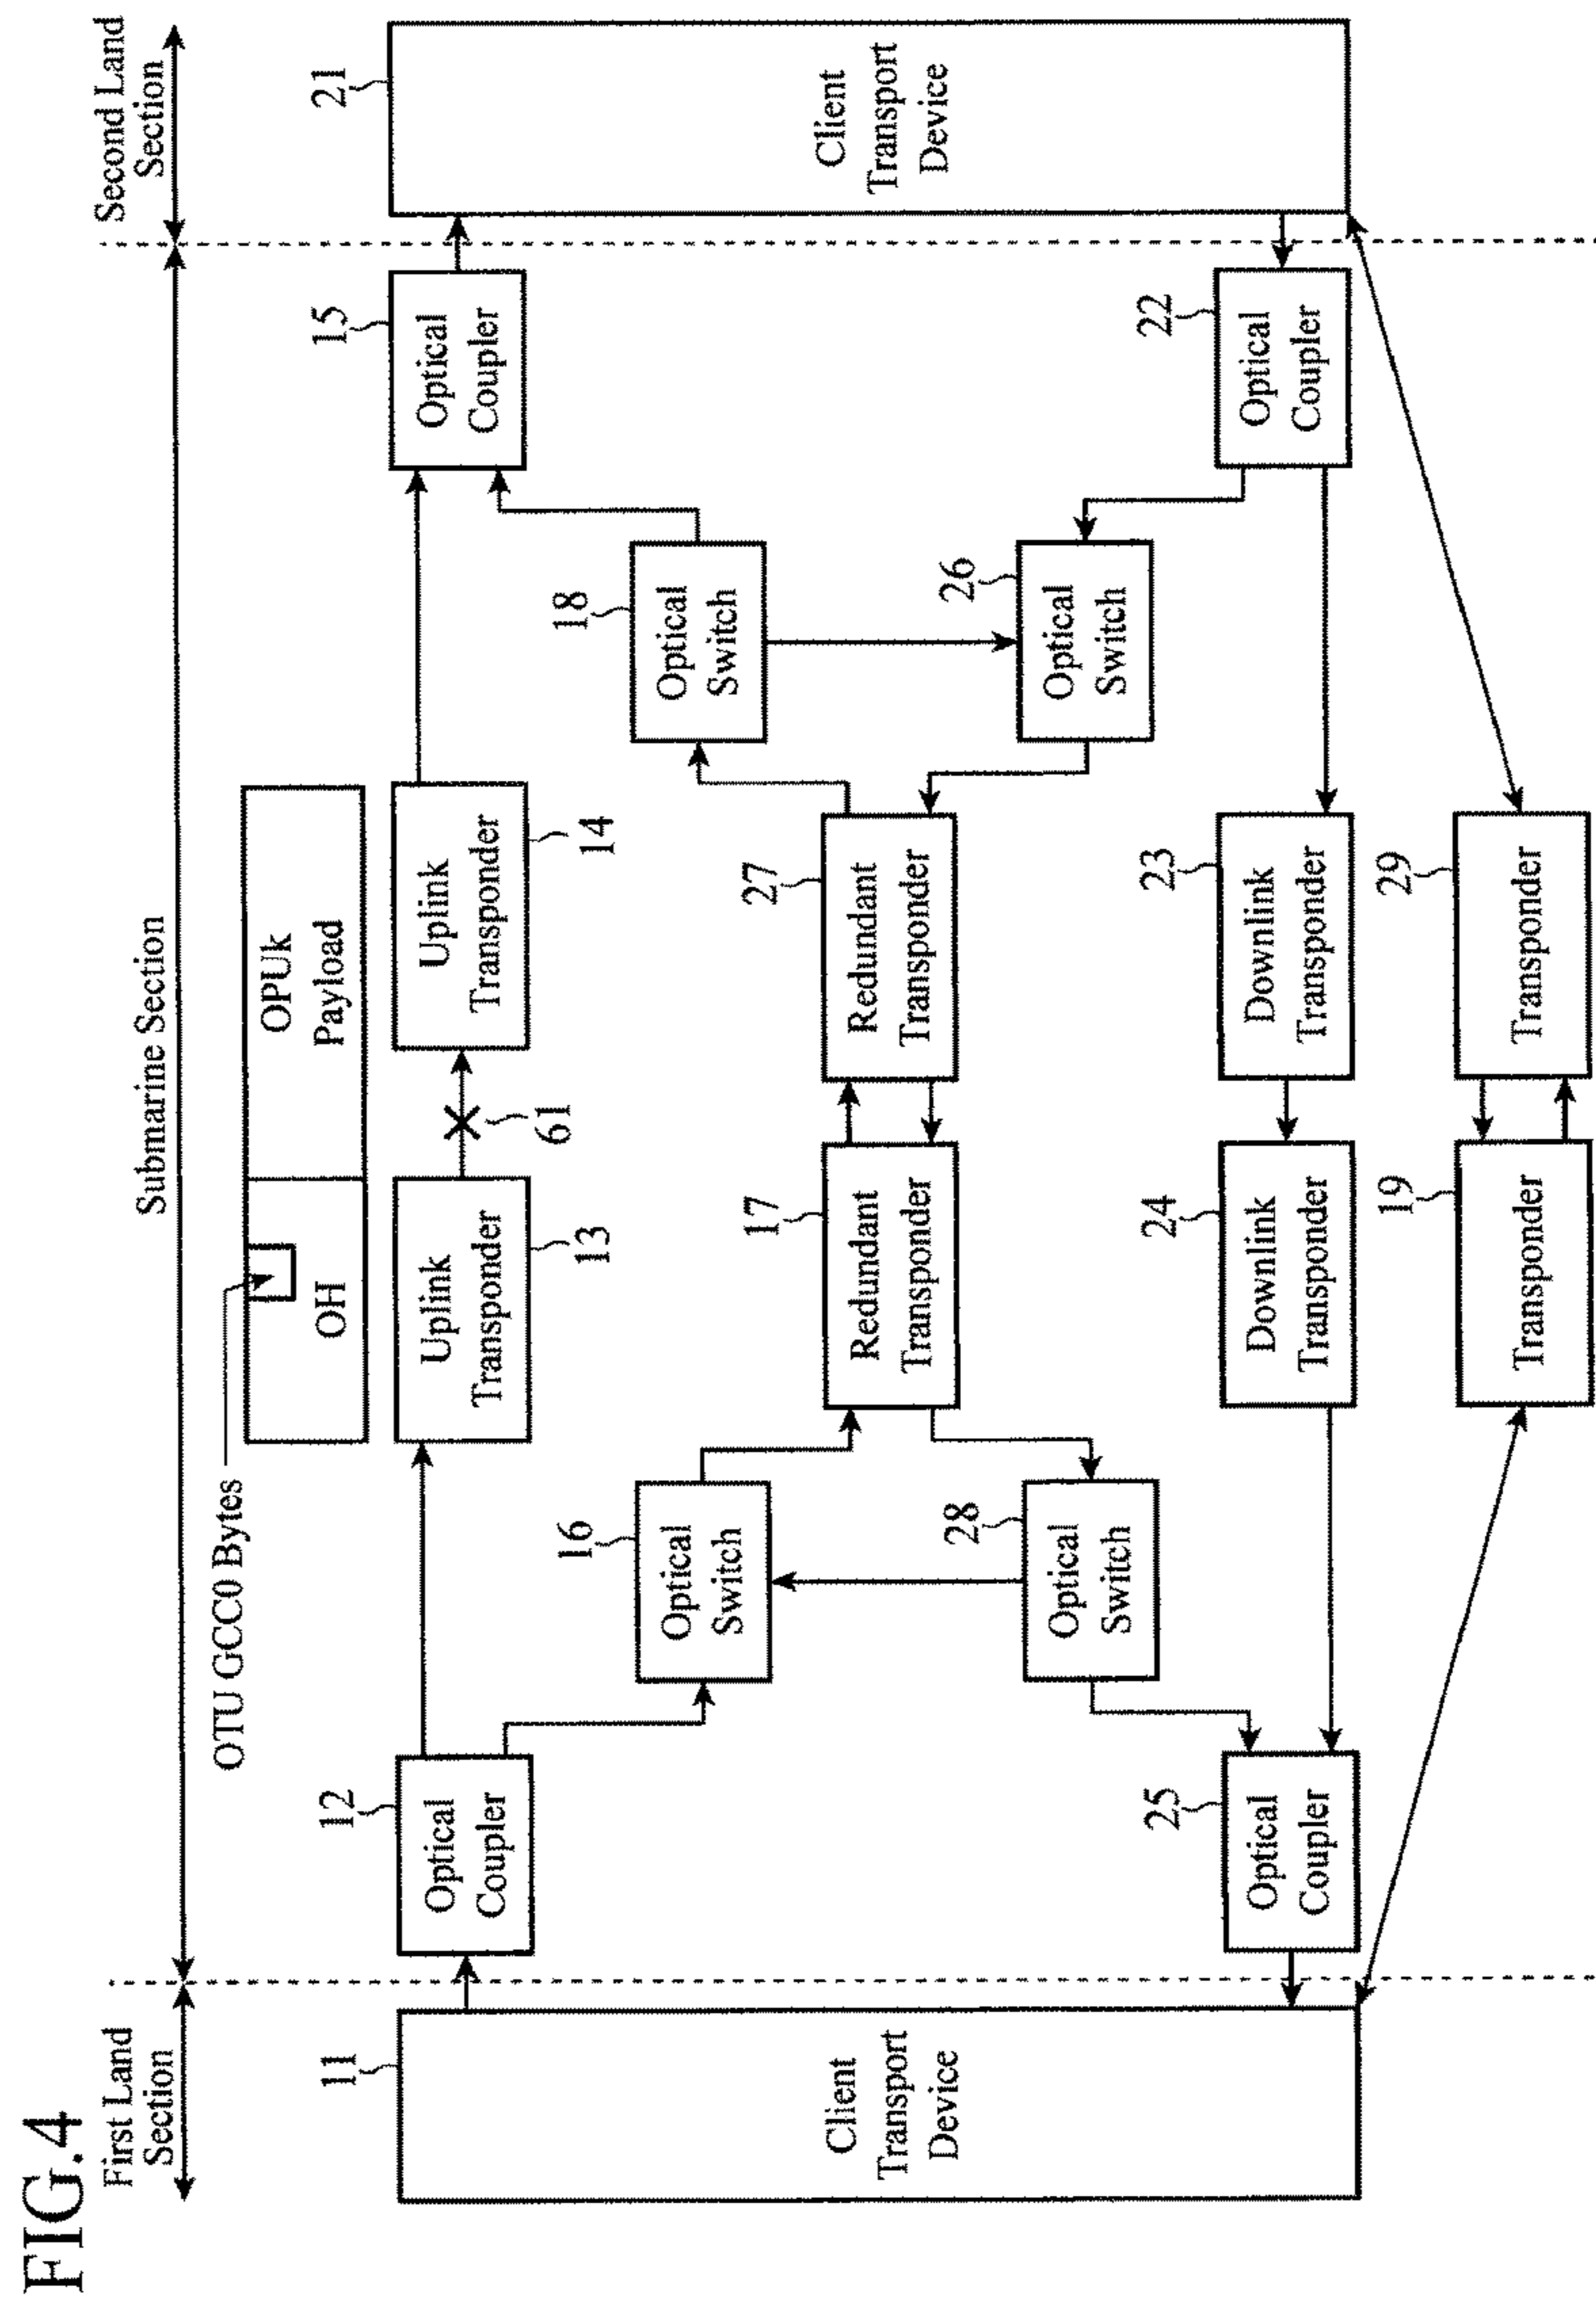 FIG.4
First Land
Section
Submarine Section
Second Land
Section
OTU GCC0 Bytes
OH
OPUk
Payload
11
Client
Transport
Device
12
Optical
Coupler
Uplink
Transponder
13
61
Uplink
Transponder
14
15
Optical
Coupler
21
Client
Transport
Device
16
Optical
Switch
17
Redundant
Transponder
27
Redundant
Transponder
18
Optical
Switch
28
Optical
Switch
26
Optical
Switch
25
Optical
Coupler
24
Downlink
Transponder
23
Downlink
Transponder
22
Optical
Coupler
19
Transponder
29
Transponder